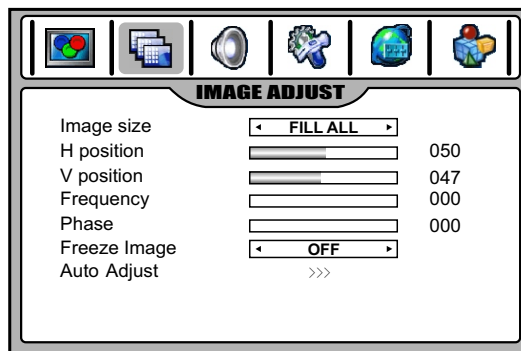 IMAGE ADJUST
Image size ◂ FILL ALL ▸
H position 050
V position 047
Frequency 000
Phase 000
Freeze Image ◂ OFF ▸
Auto Adjust >>>